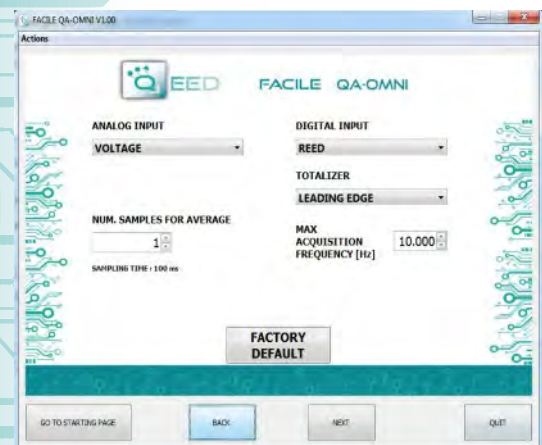 FACILE QA-OMNI V1.00
Actions
QEED FACILE QA-OMNI
ANALOG INPUT
VOLTAGE
DIGITAL INPUT
REED
TOTALIZER
LEADING EDGE
NUM. SAMPLES FOR AVERAGE
1
SAMPLING TIME : 100 ms
MAX
ACQUISITION
FREQUENCY [Hz]
10.000
FACTORY
DEFAULT
GO TO STARTING PAGE
BACK
NEXT
QUIT